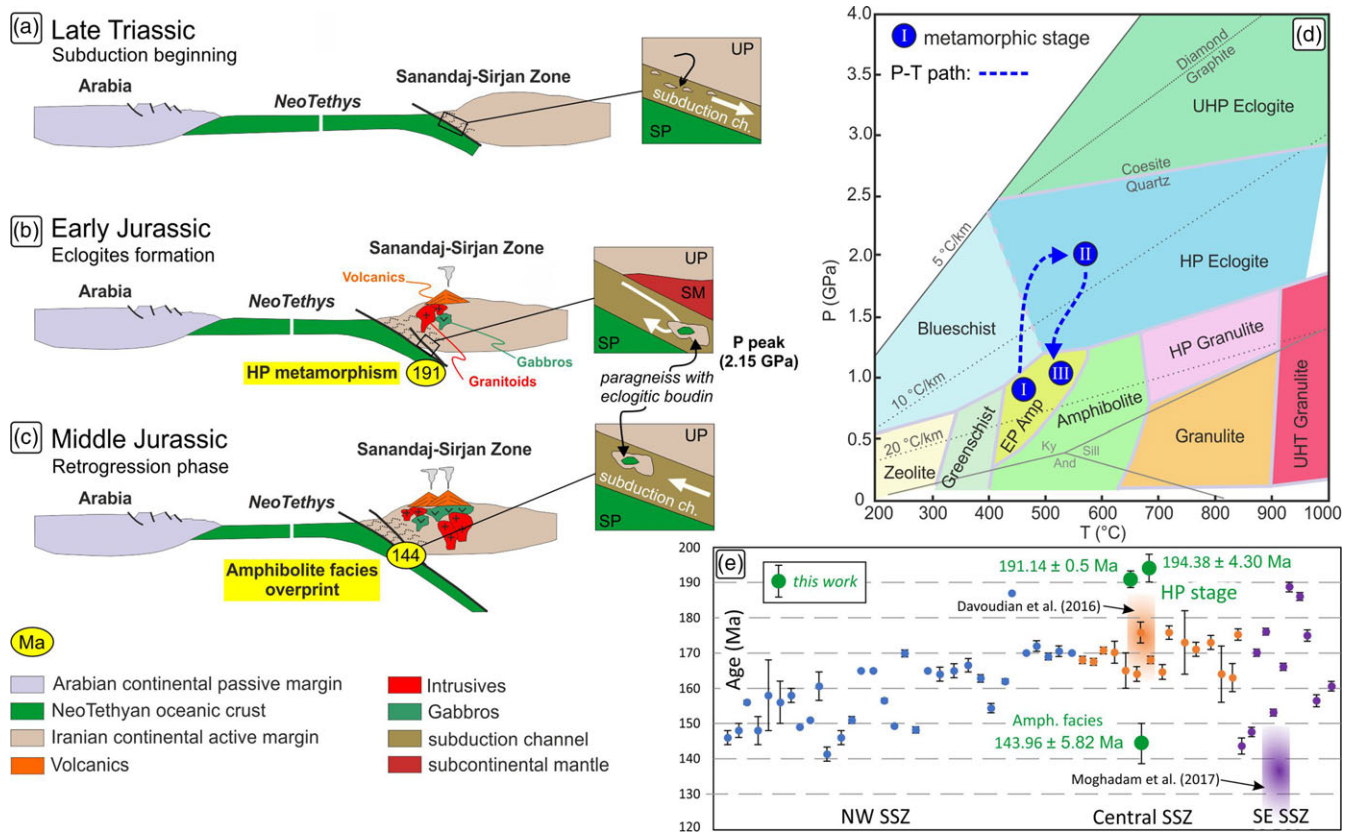 (a) Late Triassic
Subduction beginning
Arabia
NeoTethys
Sanandaj-Sirjan Zone
UP
subduction ch.
SP
(b) Early Jurassic
Eclogites formation
Sanandaj-Sirjan Zone
Volcanics
Arabia
NeoTethys
Gabbros
Granitoids
HP metamorphism
191
UP
SM
SP
P peak
(2.15 GPa)
paragneiss with
eclogitic boudin
(c) Middle Jurassic
Retrogression phase
Sanandaj-Sirjan Zone
Arabia
NeoTethys
144
Amphibolite facies
overprint
UP
subduction ch.
SP
Ma
Arabian continental passive margin
NeoTethyan oceanic crust
Iranian continental active margin
Volcanics
Intrusives
Gabbros
subduction channel
subcontinental mantle
(d)
I metamorphic stage
P-T path:
P (GPa)
4.0
3.5
3.0
2.5
2.0
1.5
1.0
0.5
0
Diamond
Graphite
UHP Eclogite
Coesite
Quartz
5 °C/km
HP Eclogite
II
Blueschist
HP Granulite
10 °C/km
I
III
EP Amp
Amphibolite
20 °C/km
Greenschist
Zeolite
Ky
Sill
And
Granulite
UHT Granulite
200 300 400 500 600 700 800 900 1000
T (°C)
(e)
Age (Ma)
200
190
180
170
160
150
140
130
120
this work
191.14 ± 0.5 Ma
194.38 ± 4.30 Ma
HP stage
Davoudian et al. (2016)
Amph. facies
143.96 ± 5.82 Ma
Moghadam et al. (2017)
NW SSZ
Central SSZ
SE SSZ